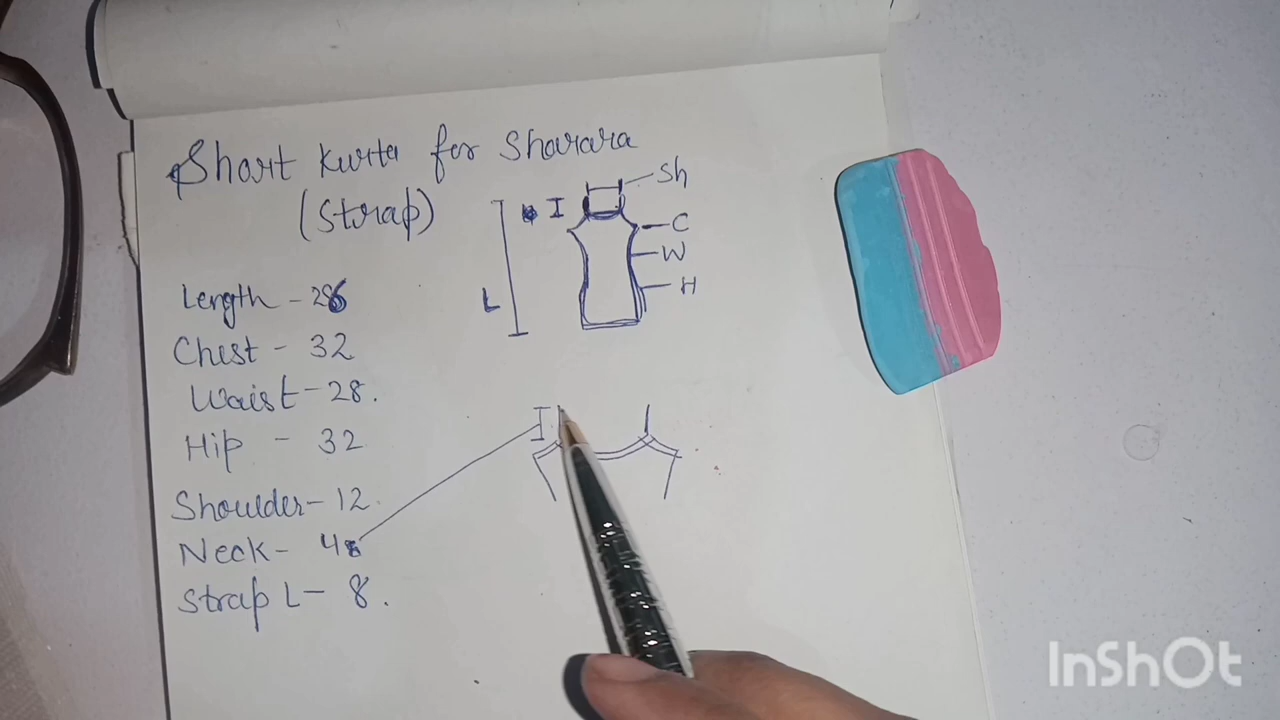 Short Kurta for Sharara
(Strap)
Sh
I
C
W
H
L
Length - 26
Chest - 32
Waist - 28.
Hip - 32
Shoulder - 12
Neck - 4
Strap L - 8.
I
InShOt